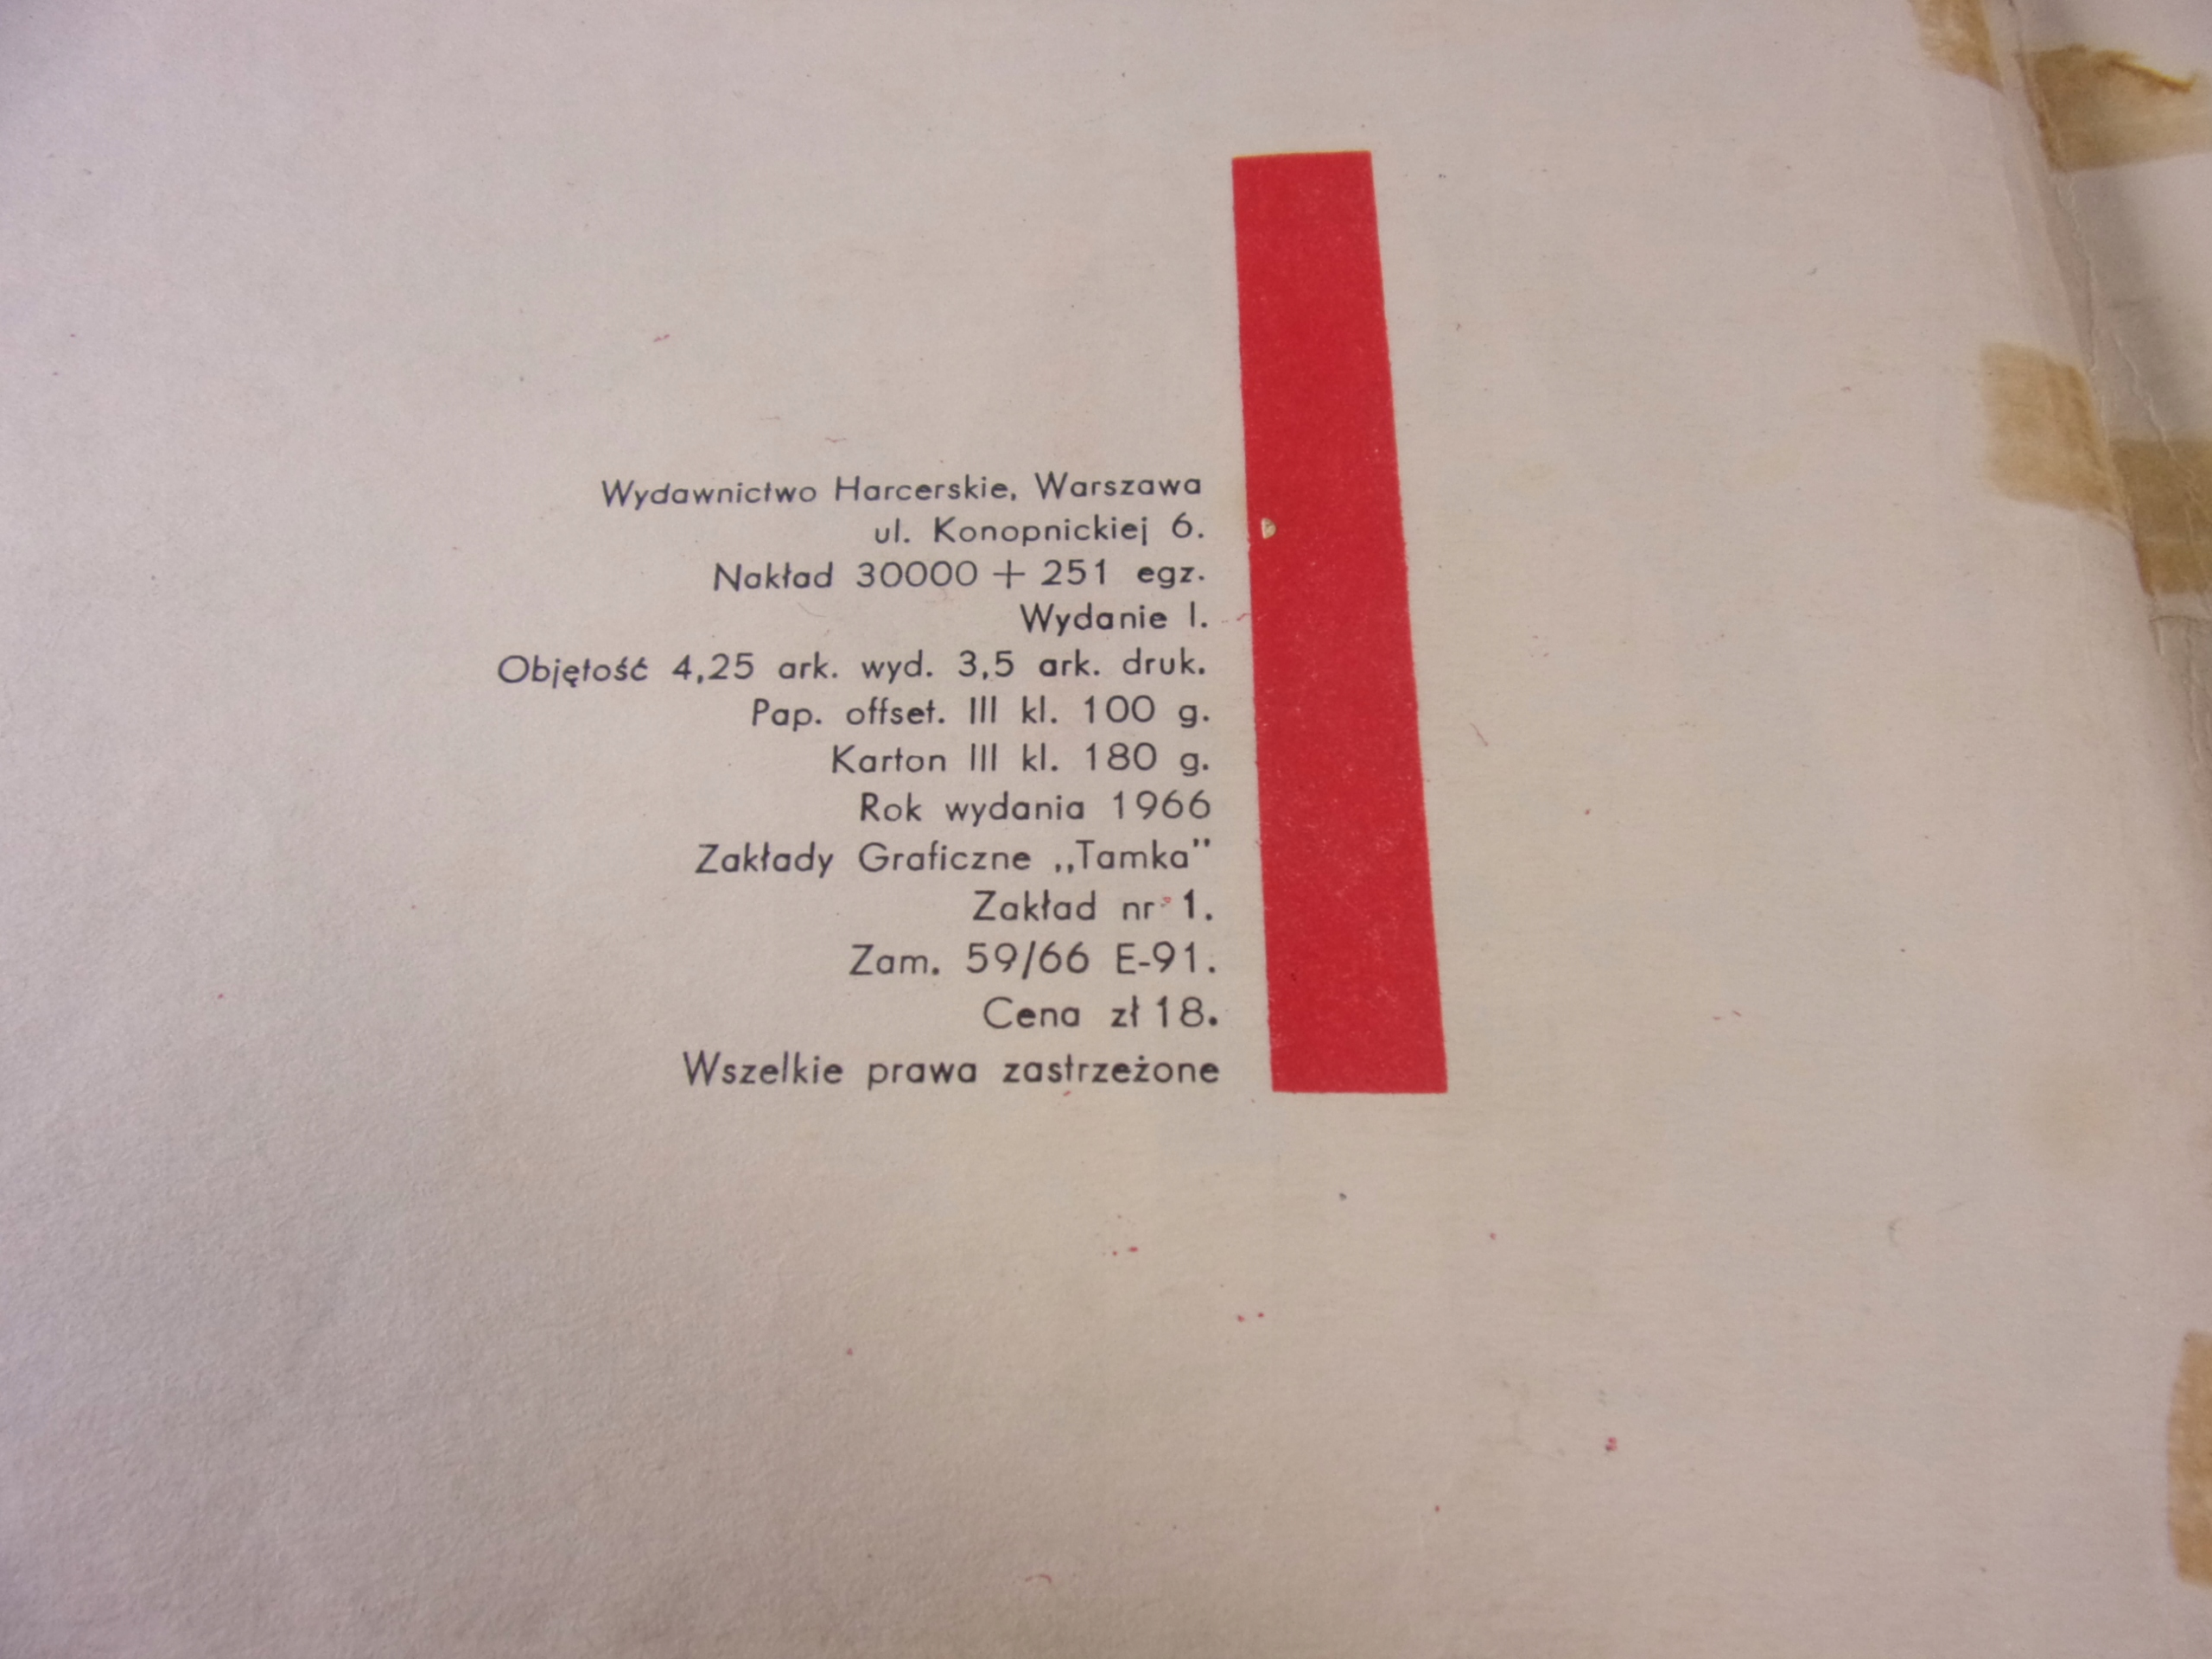 Wydawnictwo Harcerskie, Warszawa
ul. Konopnickiej 6.
Nakład 30000 + 251 egz.
Wydanie I.
Objętość 4,25 ark. wyd. 3,5 ark. druk.
Pap. offset. III kl. 100 g.
Karton III kl. 180 g.
Rok wydania 1966
Zakłady Graficzne „Tamka”
Zakład nr 1.
Zam. 59/66 E-91.
Cena zł 18.
Wszelkie prawa zastrzeżone